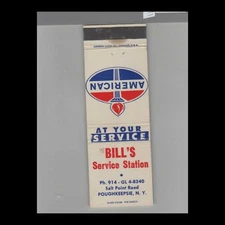 AMERICAN
AT YOUR
SERVICE
BILL'S
Service Station
Ph. 914 - GL 4-8340
Salt Point Road
POUGHKEEPSIE, N. Y.